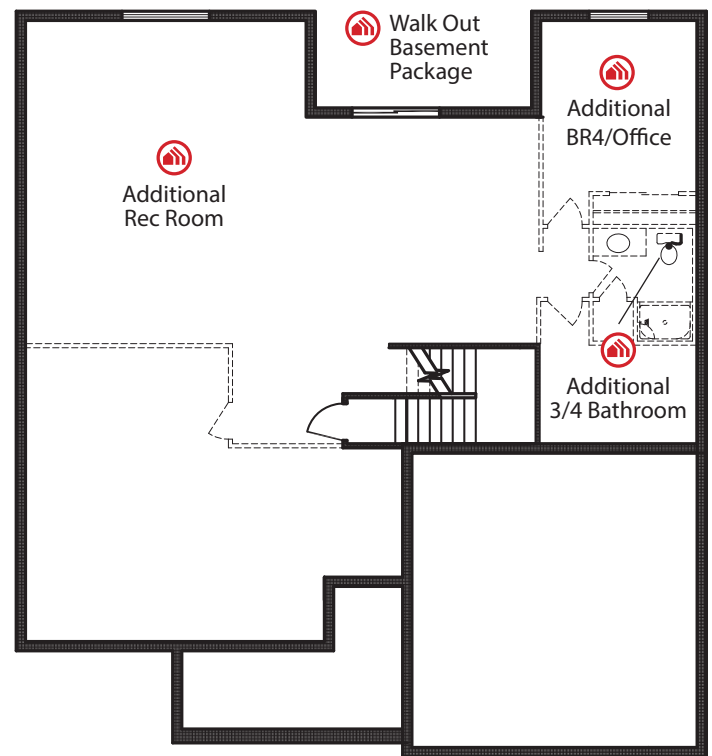 Walk Out
Basement
Package
Additional
BR4/Office
Additional
Rec Room
Additional
3/4 Bathroom